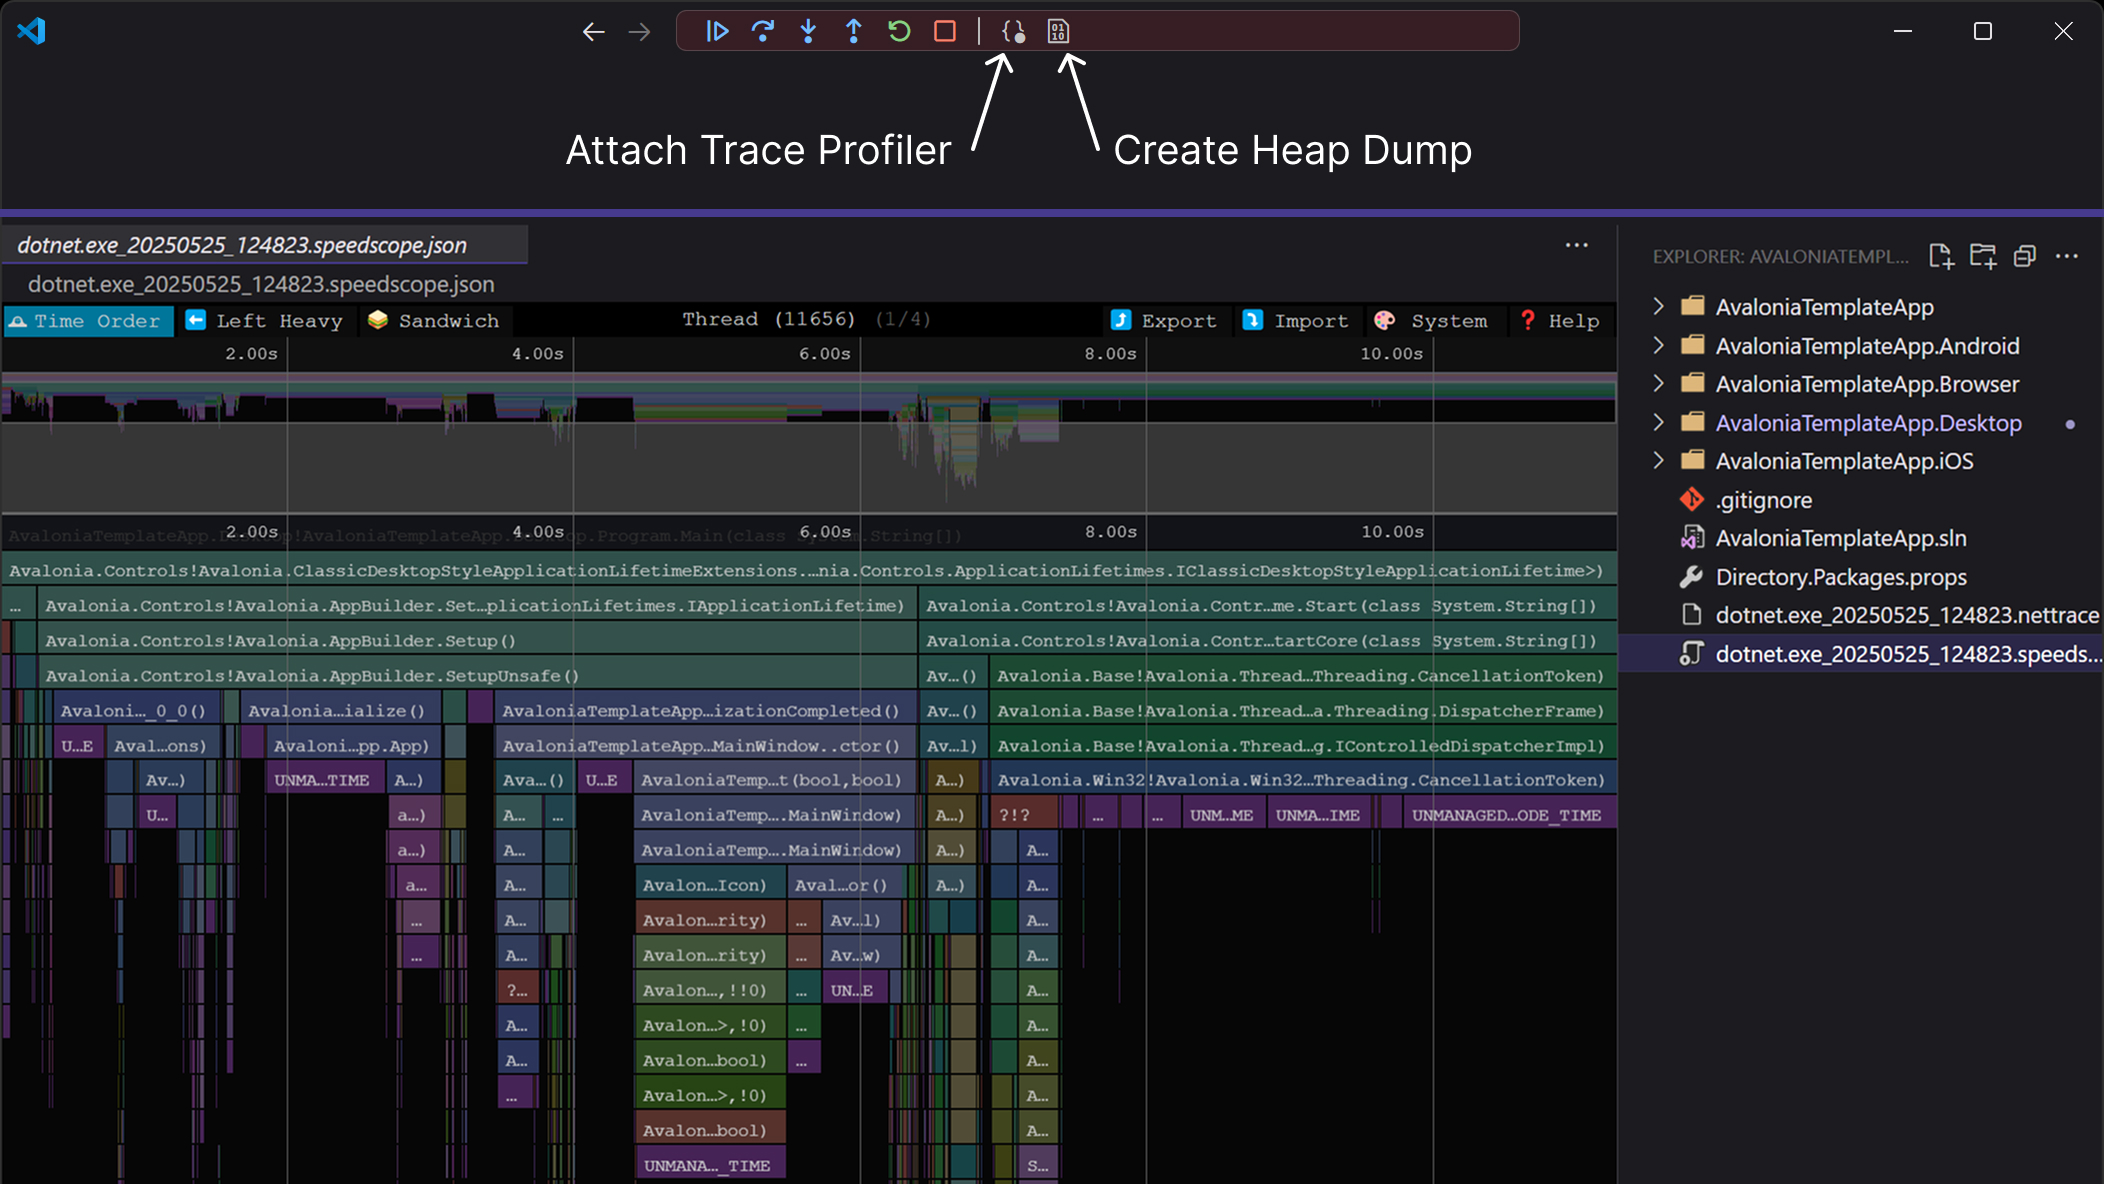 Attach Trace Profiler
Create Heap Dump
dotnet.exe_20250525_124823.speedscope.json
dotnet.exe_20250525_124823.speedscope.json
Time Order Left Heavy Sandwich Thread (11656) (1/4) Export Import System Help
2.00s 4.00s 6.00s 8.00s 10.00s
2.00s 4.00s 6.00s 8.00s 10.00s
AvaloniaTemplateApp.Desktop!AvaloniaTemplateApp.Desktop.Program.Main(class System.String[])
Avalonia.Controls!Avalonia.ClassicDesktopStyleApplicationLifetimeExtensions.…nia.Controls.ApplicationLifetimes.IClassicDesktopStyleApplicationLifetime>)
… Avalonia.Controls!Avalonia.AppBuilder.Set…plicationLifetimes.IApplicationLifetime) Avalonia.Controls!Avalonia.Contr…me.Start(class System.String[])
Avalonia.Controls!Avalonia.AppBuilder.Setup() Avalonia.Controls!Avalonia.Contr…tartCore(class System.String[])
Avalonia.Controls!Avalonia.AppBuilder.SetupUnsafe() Av…() Avalonia.Base!Avalonia.Thread…Threading.CancellationToken)
Avaloni…_0_0() Avalonia…ialize() AvaloniaTemplateApp…izationCompleted() Av…() Avalonia.Base!Avalonia.Thread…a.Threading.DispatcherFrame)
U…E Aval…ons) Avaloni…pp.App) AvaloniaTemplateApp…MainWindow..ctor() Av…l) Avalonia.Base!Avalonia.Thread…g.IControlledDispatcherImpl)
Av…) UNMA…TIME A…) Ava…() U…E AvaloniaTemp…t(bool,bool) A…) Avalonia.Win32!Avalonia.Win32…Threading.CancellationToken)
U… a…) A… … AvaloniaTemp….MainWindow) A…) ?!? … … UNM…ME UNMA…IME UNMANAGED…ODE_TIME
a…) A… AvaloniaTemp….MainWindow) A…) A…
a… A… Avalon…Icon) Aval…or() A…) A…
… A… Avalon…rity) … Av…l) A…
… A… Avalon…rity) … Av…w) A…
?… Avalon…,!!0) … UN…E A…
A… Avalon…>,!0) … A…
A… Avalon…bool) … A…
… Avalon…>,!0) A…
Avalon…bool) A…
UNMANA…_TIME S…
EXPLORER: AVALONIATEMPL...
AvaloniaTemplateApp
AvaloniaTemplateApp.Android
AvaloniaTemplateApp.Browser
AvaloniaTemplateApp.Desktop
AvaloniaTemplateApp.iOS
.gitignore
AvaloniaTemplateApp.sln
Directory.Packages.props
dotnet.exe_20250525_124823.nettrace
dotnet.exe_20250525_124823.speeds...